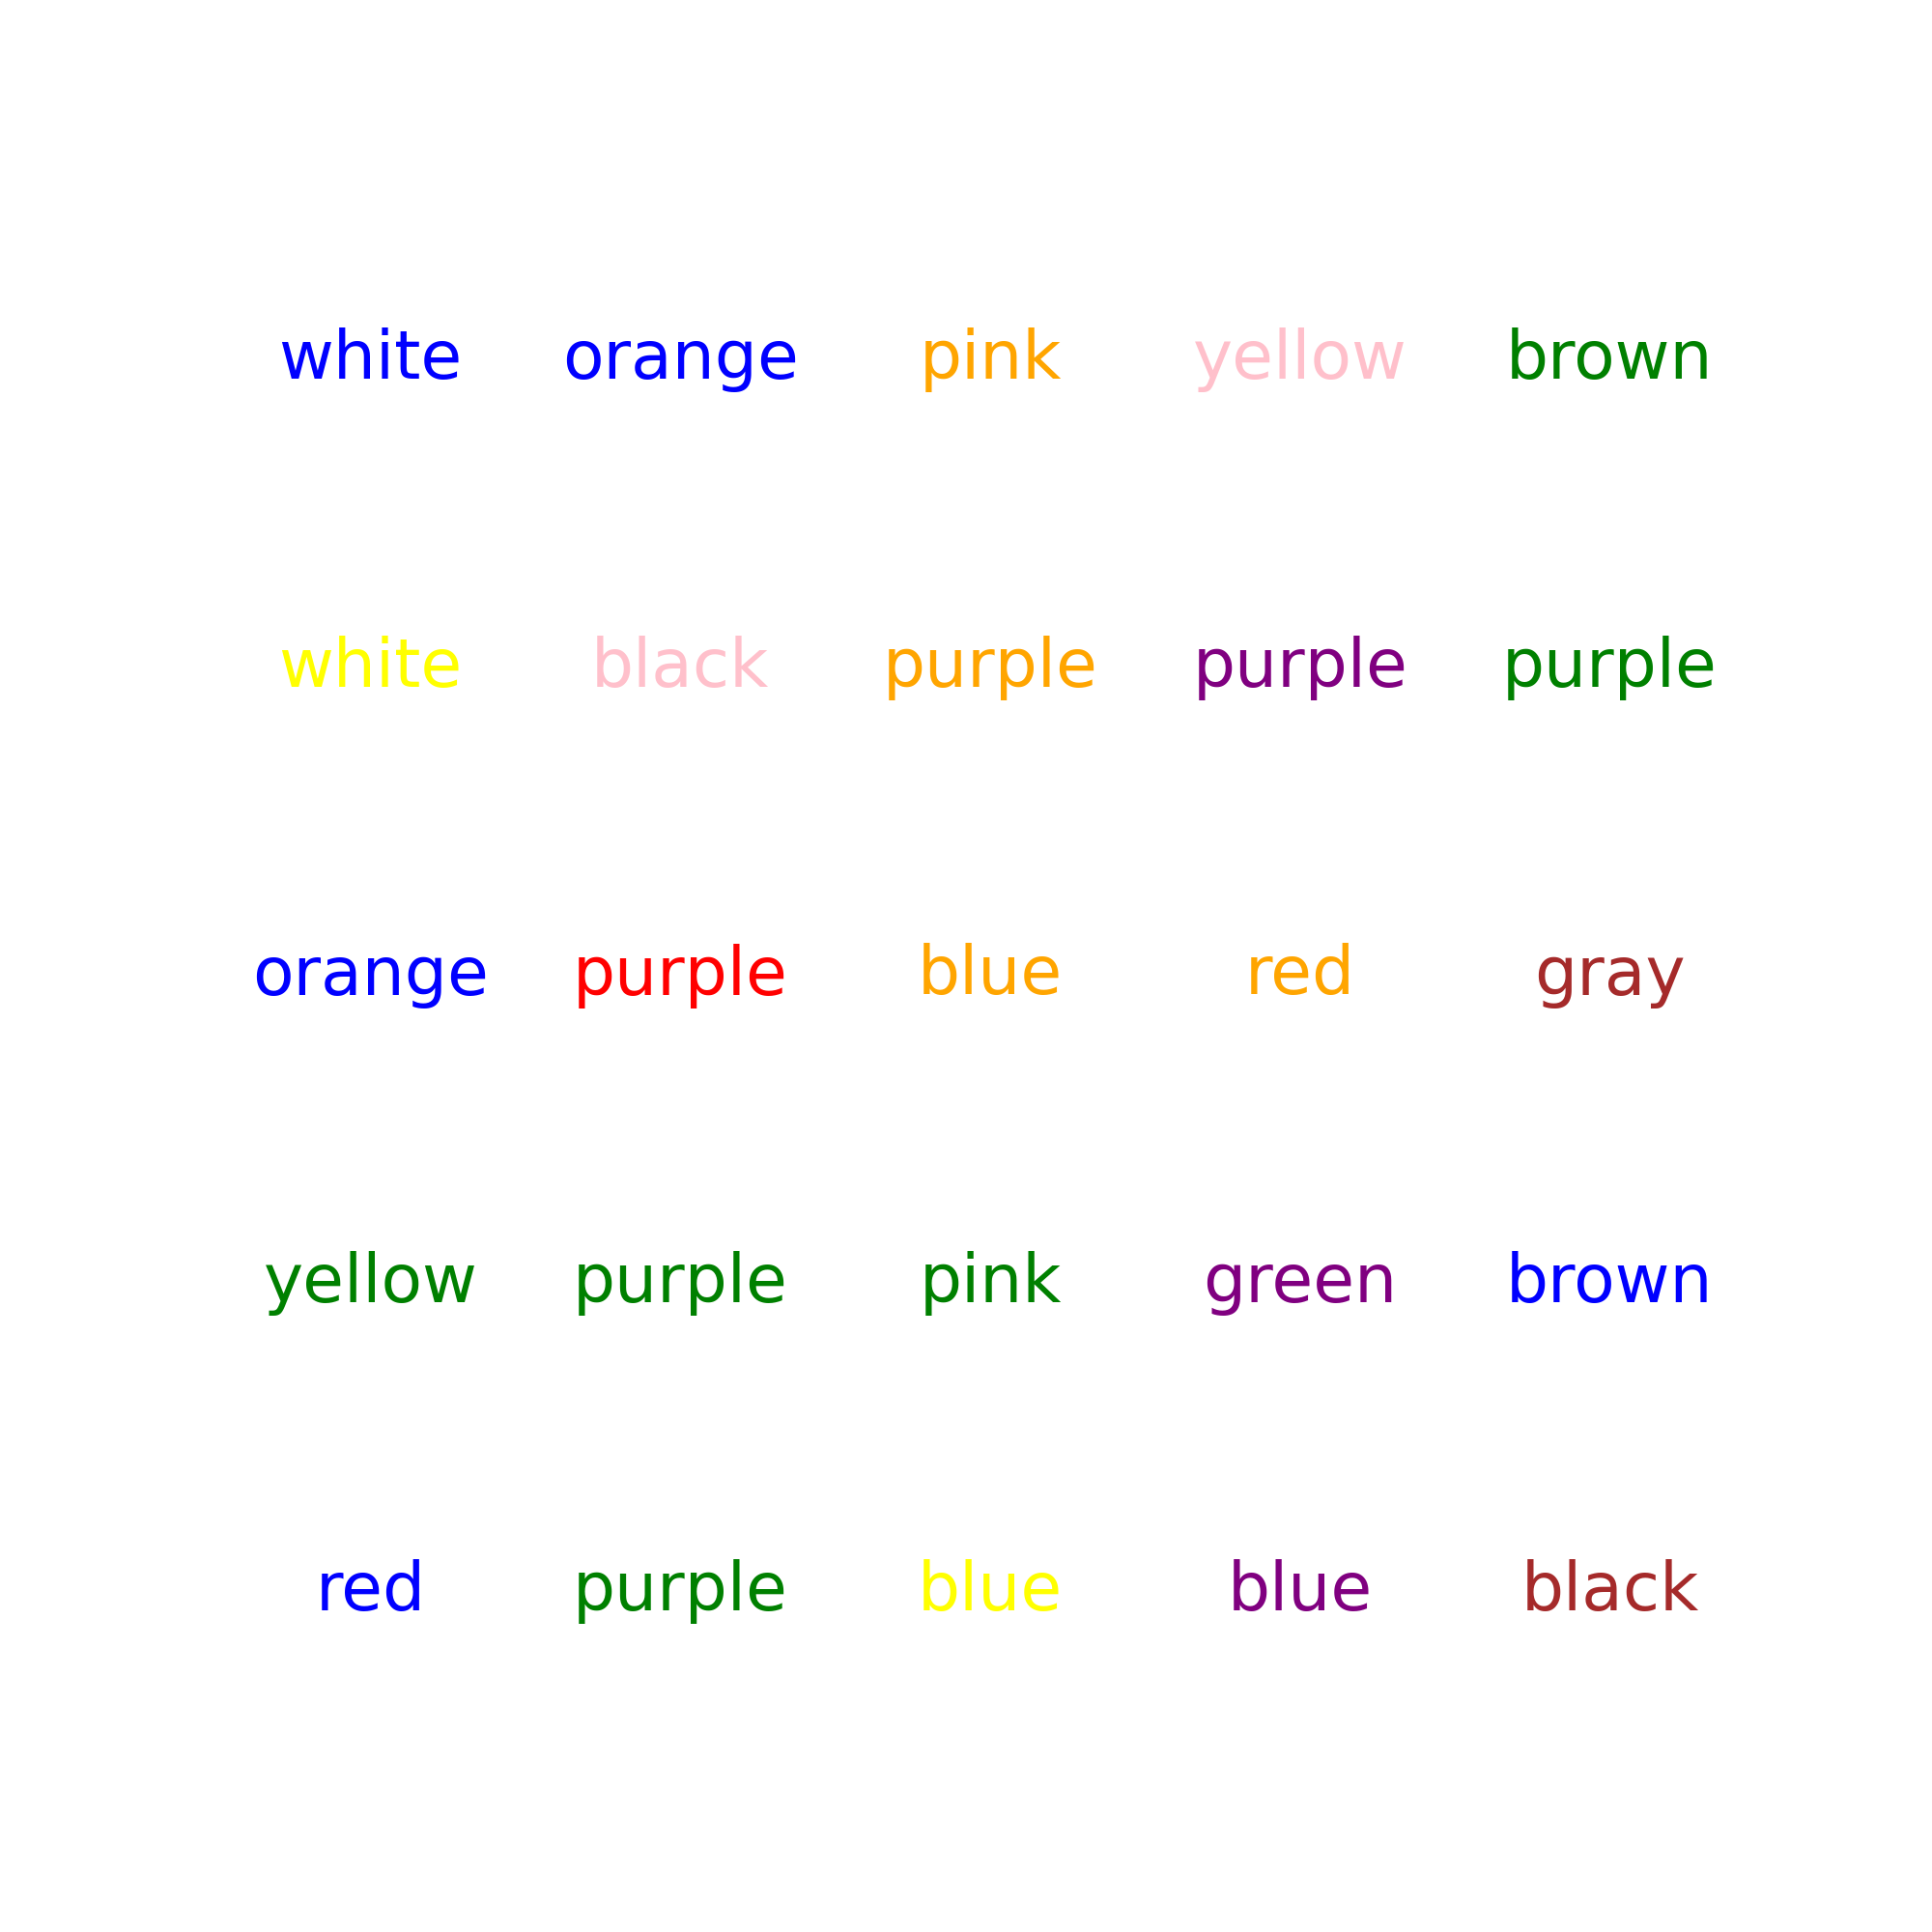 white orange pink yellow brown
white black purple purple purple
orange purple blue red gray
yellow purple pink green brown
red purple blue blue black